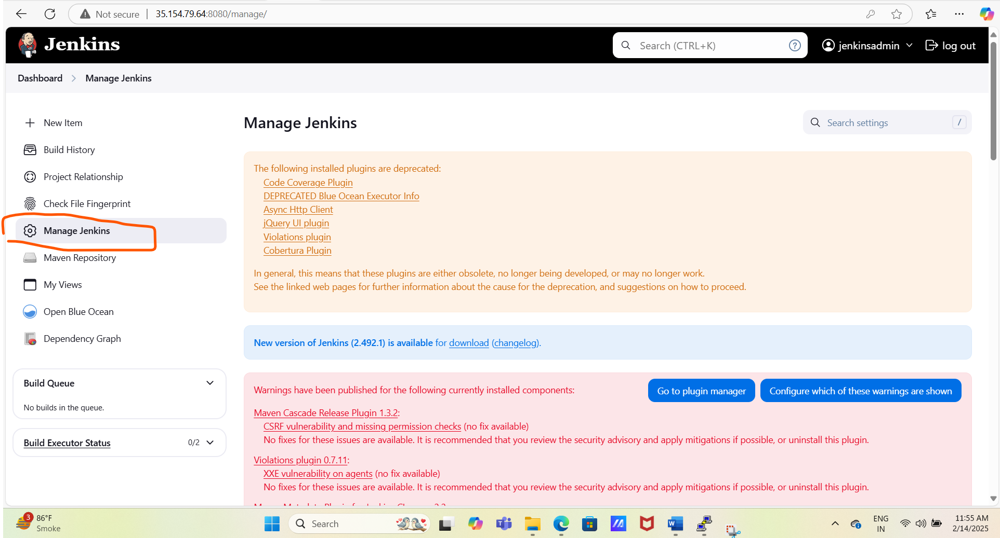 Not secure
35.154.79.64:8080/manage/
Jenkins
Search (CTRL+K)
?
jenkinsadmin
log out
Dashboard
Manage Jenkins
New Item
Build History
Project Relationship
Check File Fingerprint
Manage Jenkins
Maven Repository
My Views
Open Blue Ocean
Dependency Graph
Build Queue
No builds in the queue.
Build Executor Status 0/2
Manage Jenkins
Search settings /
The following installed plugins are deprecated:
Code Coverage Plugin
DEPRECATED Blue Ocean Executor Info
Async Http Client
jQuery UI plugin
Violations plugin
Cobertura Plugin
In general, this means that these plugins are either obsolete, no longer being developed, or may no longer work.
See the linked web pages for further information about the cause for the deprecation, and suggestions on how to proceed.
New version of Jenkins (2.492.1) is available for download (changelog).
Warnings have been published for the following currently installed components:
Go to plugin manager
Configure which of these warnings are shown
Maven Cascade Release Plugin 1.3.2:
CSRF vulnerability and missing permission checks (no fix available)
No fixes for these issues are available. It is recommended that you review the security advisory and apply mitigations if possible, or uninstall this plugin.
Violations plugin 0.7.11:
XXE vulnerability on agents (no fix available)
No fixes for these issues are available. It is recommended that you review the security advisory and apply mitigations if possible, or uninstall this plugin.
3
86°F
Smoke
Search
W
ENG
IN
11:55 AM
2/14/2025